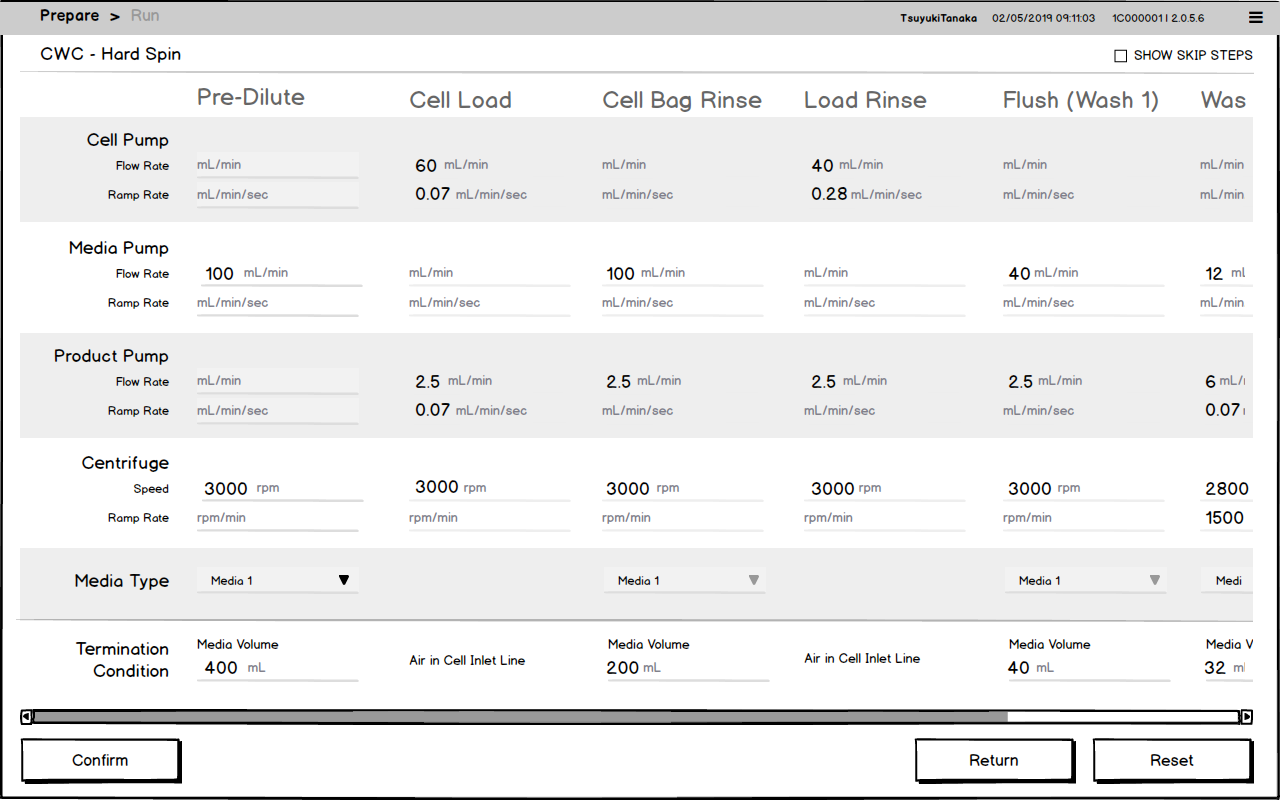 Prepare > Run TsuyukiTanaka 02/05/2019 09:11:03 1C000001 | 2.0.5.6
CWC - Hard Spin SHOW SKIP STEPS
Pre-Dilute Cell Load Cell Bag Rinse Load Rinse Flush (Wash 1) Was
Cell Pump
Flow Rate mL/min 60 mL/min mL/min 40 mL/min mL/min mL/min
Ramp Rate mL/min/sec 0.07 mL/min/sec mL/min/sec 0.28 mL/min/sec mL/min/sec mL/min
Media Pump
Flow Rate 100 mL/min mL/min 100 mL/min mL/min 40 mL/min 12 mL
Ramp Rate mL/min/sec mL/min/sec mL/min/sec mL/min/sec mL/min/sec mL/min
Product Pump
Flow Rate mL/min 2.5 mL/min 2.5 mL/min 2.5 mL/min 2.5 mL/min 6 mL/
Ramp Rate mL/min/sec 0.07 mL/min/sec mL/min/sec mL/min/sec mL/min/sec 0.07
Centrifuge
Speed 3000 rpm 3000 rpm 3000 rpm 3000 rpm 3000 rpm 2800
Ramp Rate rpm/min rpm/min rpm/min rpm/min rpm/min 1500
Media Type Media 1 Media 1 Media 1 Medi
Termination Condition
Media Volume Media Volume Media Volume Media V
400 mL Air in Cell Inlet Line 200 mL Air in Cell Inlet Line 40 mL 32 m
Confirm Return Reset